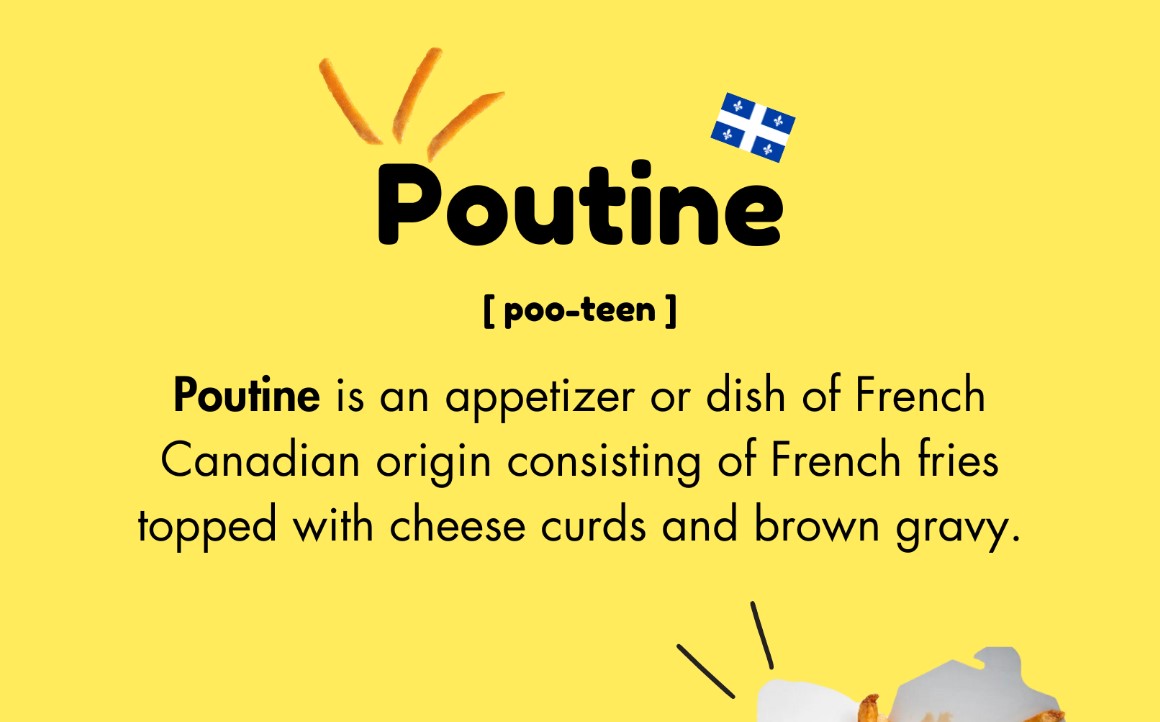 Poutine
[ poo-teen ]
Poutine is an appetizer or dish of French
Canadian origin consisting of French fries
topped with cheese curds and brown gravy.